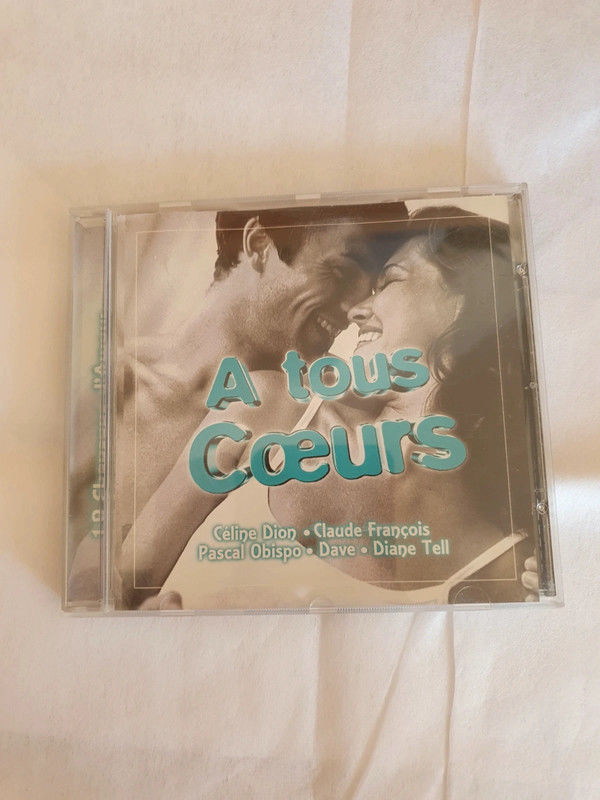 A tous
Cœurs
Céline Dion • Claude François
Pascal Obispo • Dave • Diane Tell